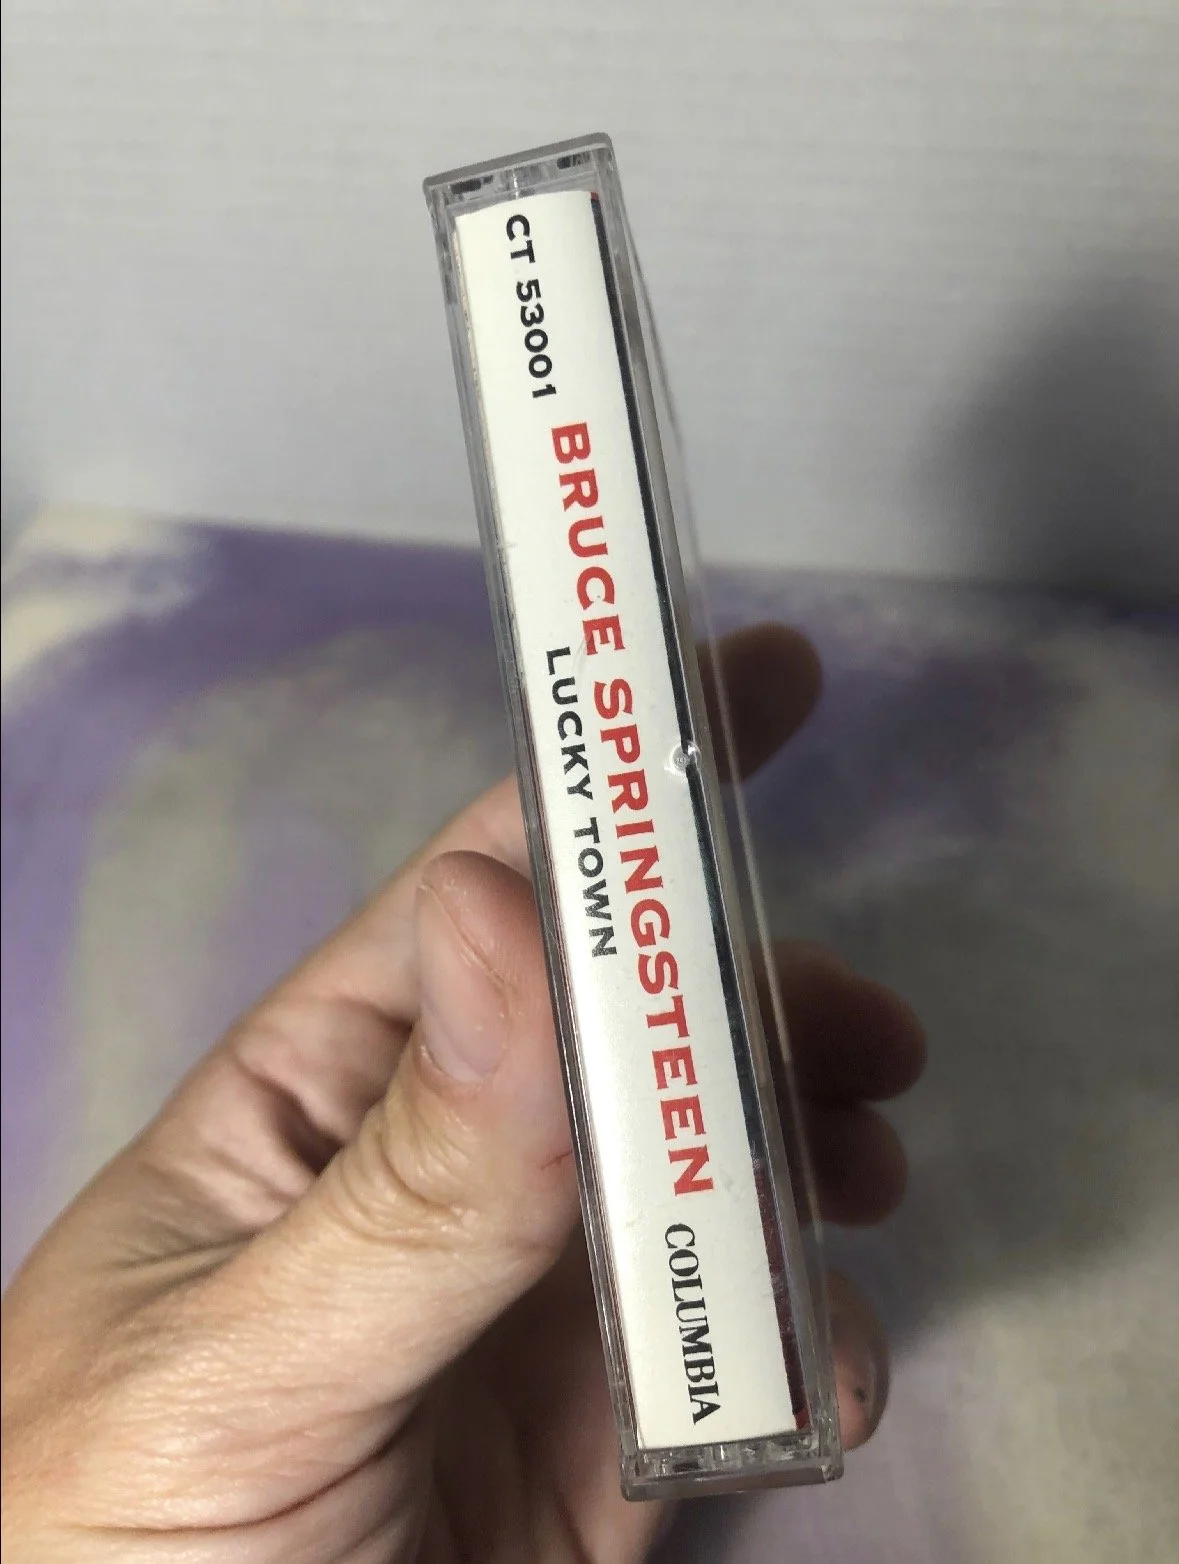 CT 53001
BRUCE SPRINGSTEEN
LUCKY TOWN
COLUMBIA